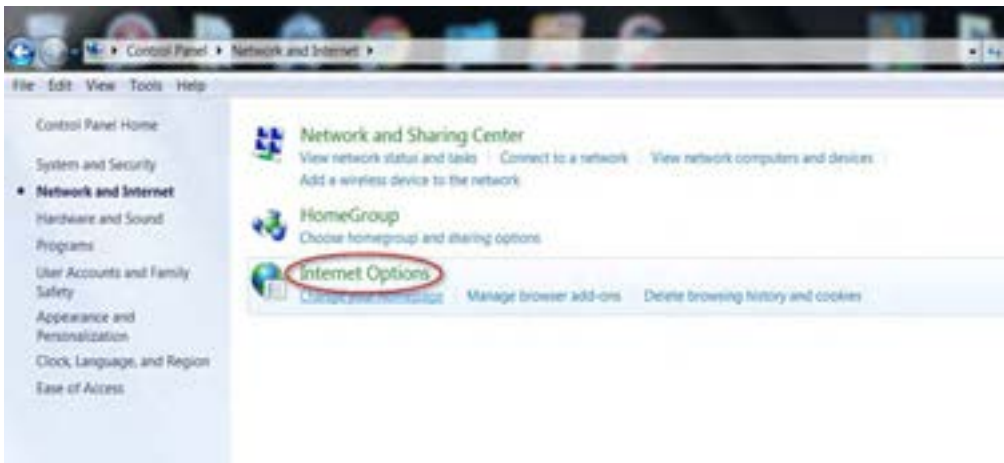 Control Panel Network and Internet
File Edit View Tools Help
Control Panel Home
System and Security
Network and Internet
Hardware and Sound
Programs
User Accounts and Family
Safety
Appearance and
Personalization
Clock, Language, and Region
Ease of Access
Network and Sharing Center
View network status and tasks Connect to a network View network computers and devices
Add a wireless device to the network
HomeGroup
Choose homegroup and sharing options
Internet Options
Change your homepage Manage browser add-ons Delete browsing history and cookies